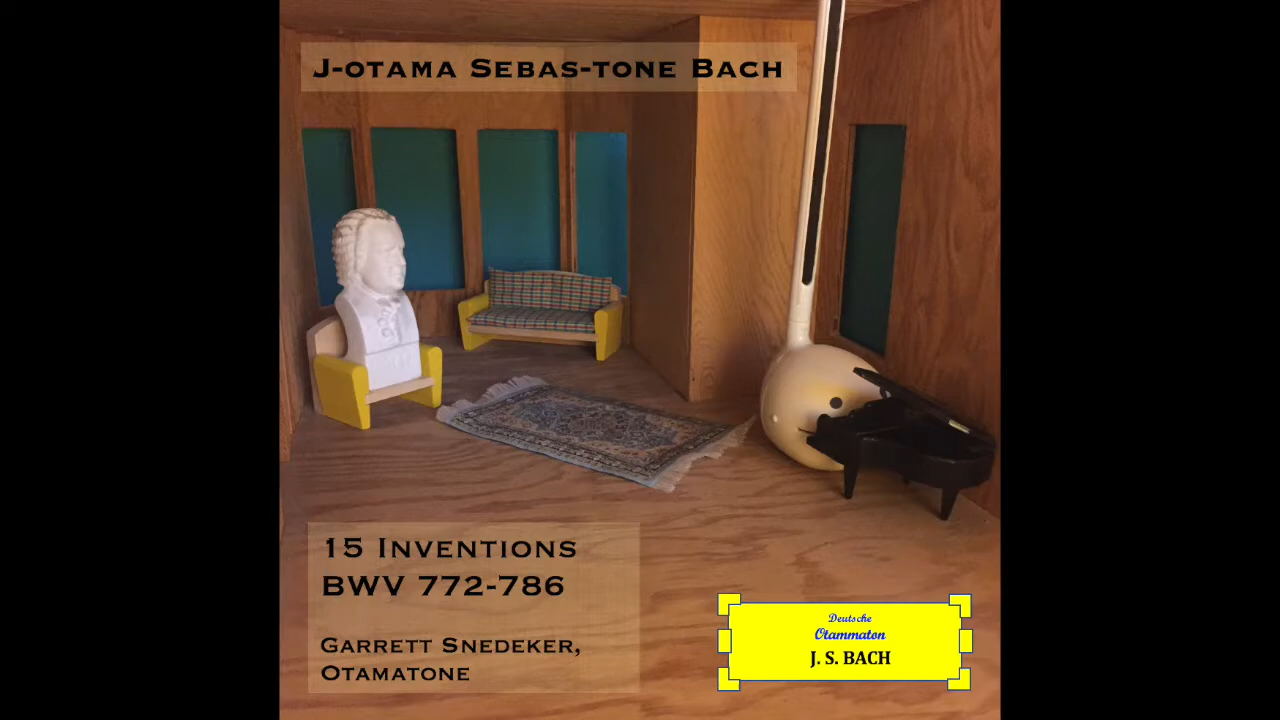 J-OTAMA SEBAS-TONE BACH
15 INVENTIONS
BWV 772-786
GARRETT SNEDEKER,
OTAMATONE
Deutsche
Otammaton
J. S. BACH